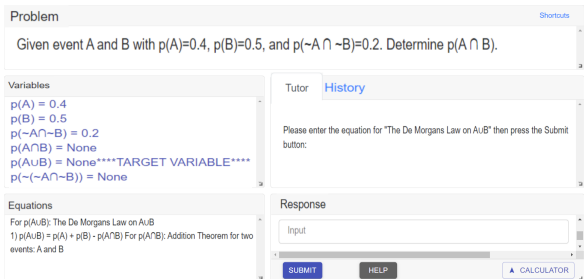 Problem
Shortcuts
Given event A and B with p(A)=0.4, p(B)=0.5, and p(~A ∩ ~B)=0.2. Determine p(A ∩ B).
Variables
p(A) = 0.4
p(B) = 0.5
p(~A∩~B) = 0.2
p(A∩B) = None
p(A∪B) = None****TARGET VARIABLE****
p(~(~A∩~B)) = None
Tutor History
Please enter the equation for "The De Morgans Law on A∪B" then press the Submit
button:
Equations
For p(A∪B): The De Morgans Law on A∪B
1) p(A∪B) = p(A) + p(B) - p(A∩B) For p(A∩B): Addition Theorem for two
events: A and B
Response
Input
SUBMIT
HELP
CALCULATOR